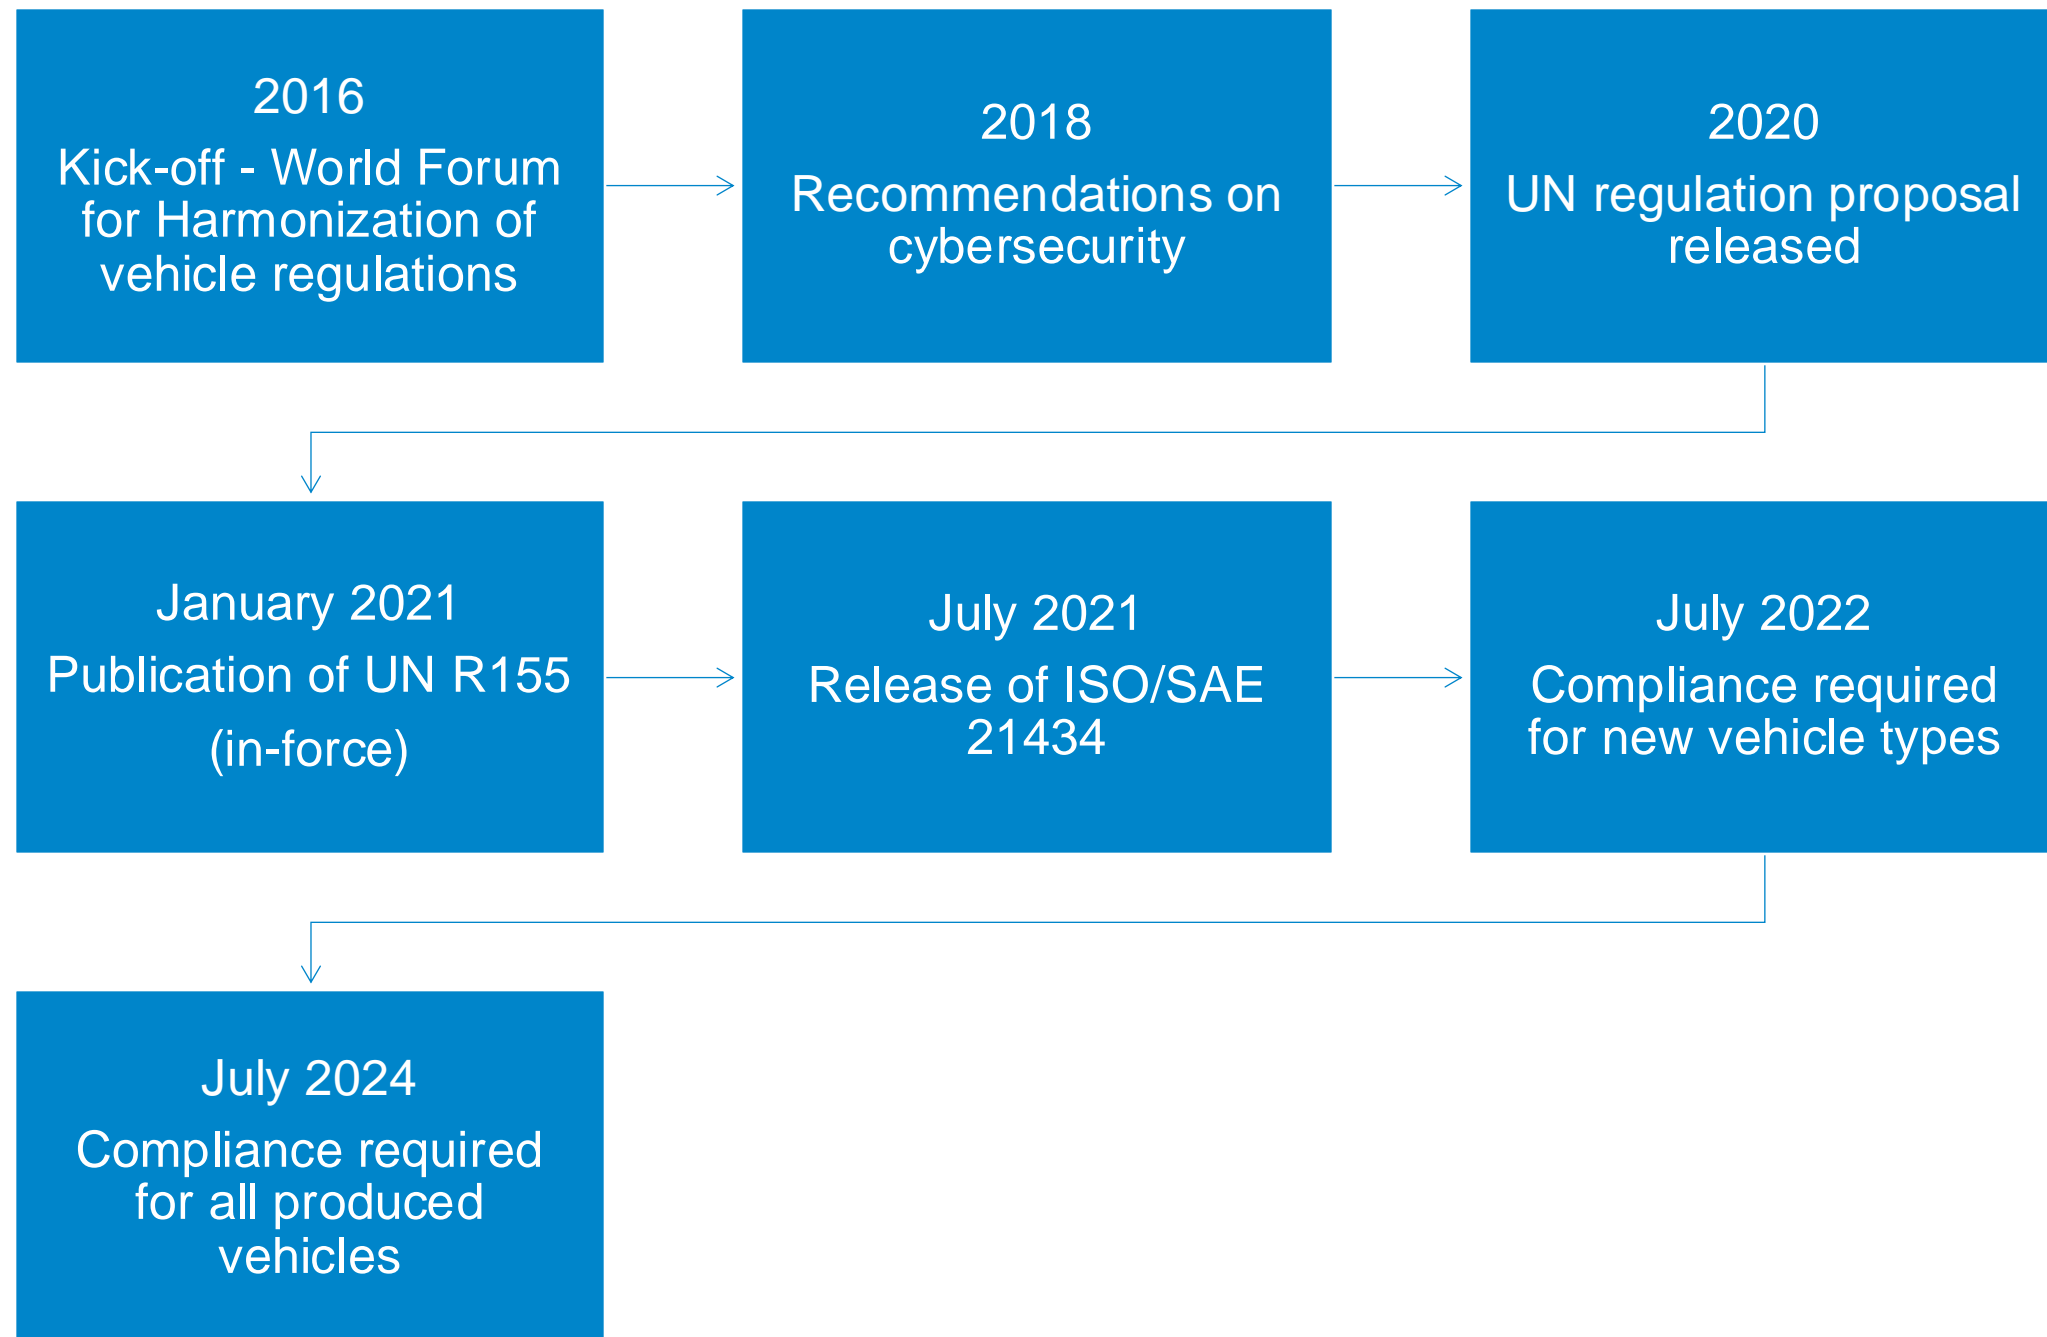 2016
Kick-off - World Forum
for Harmonization of
vehicle regulations
2018
Recommendations on
cybersecurity
2020
UN regulation proposal
released
January 2021
Publication of UN R155
(in-force)
July 2021
Release of ISO/SAE
21434
July 2022
Compliance required
for new vehicle types
July 2024
Compliance required
for all produced
vehicles